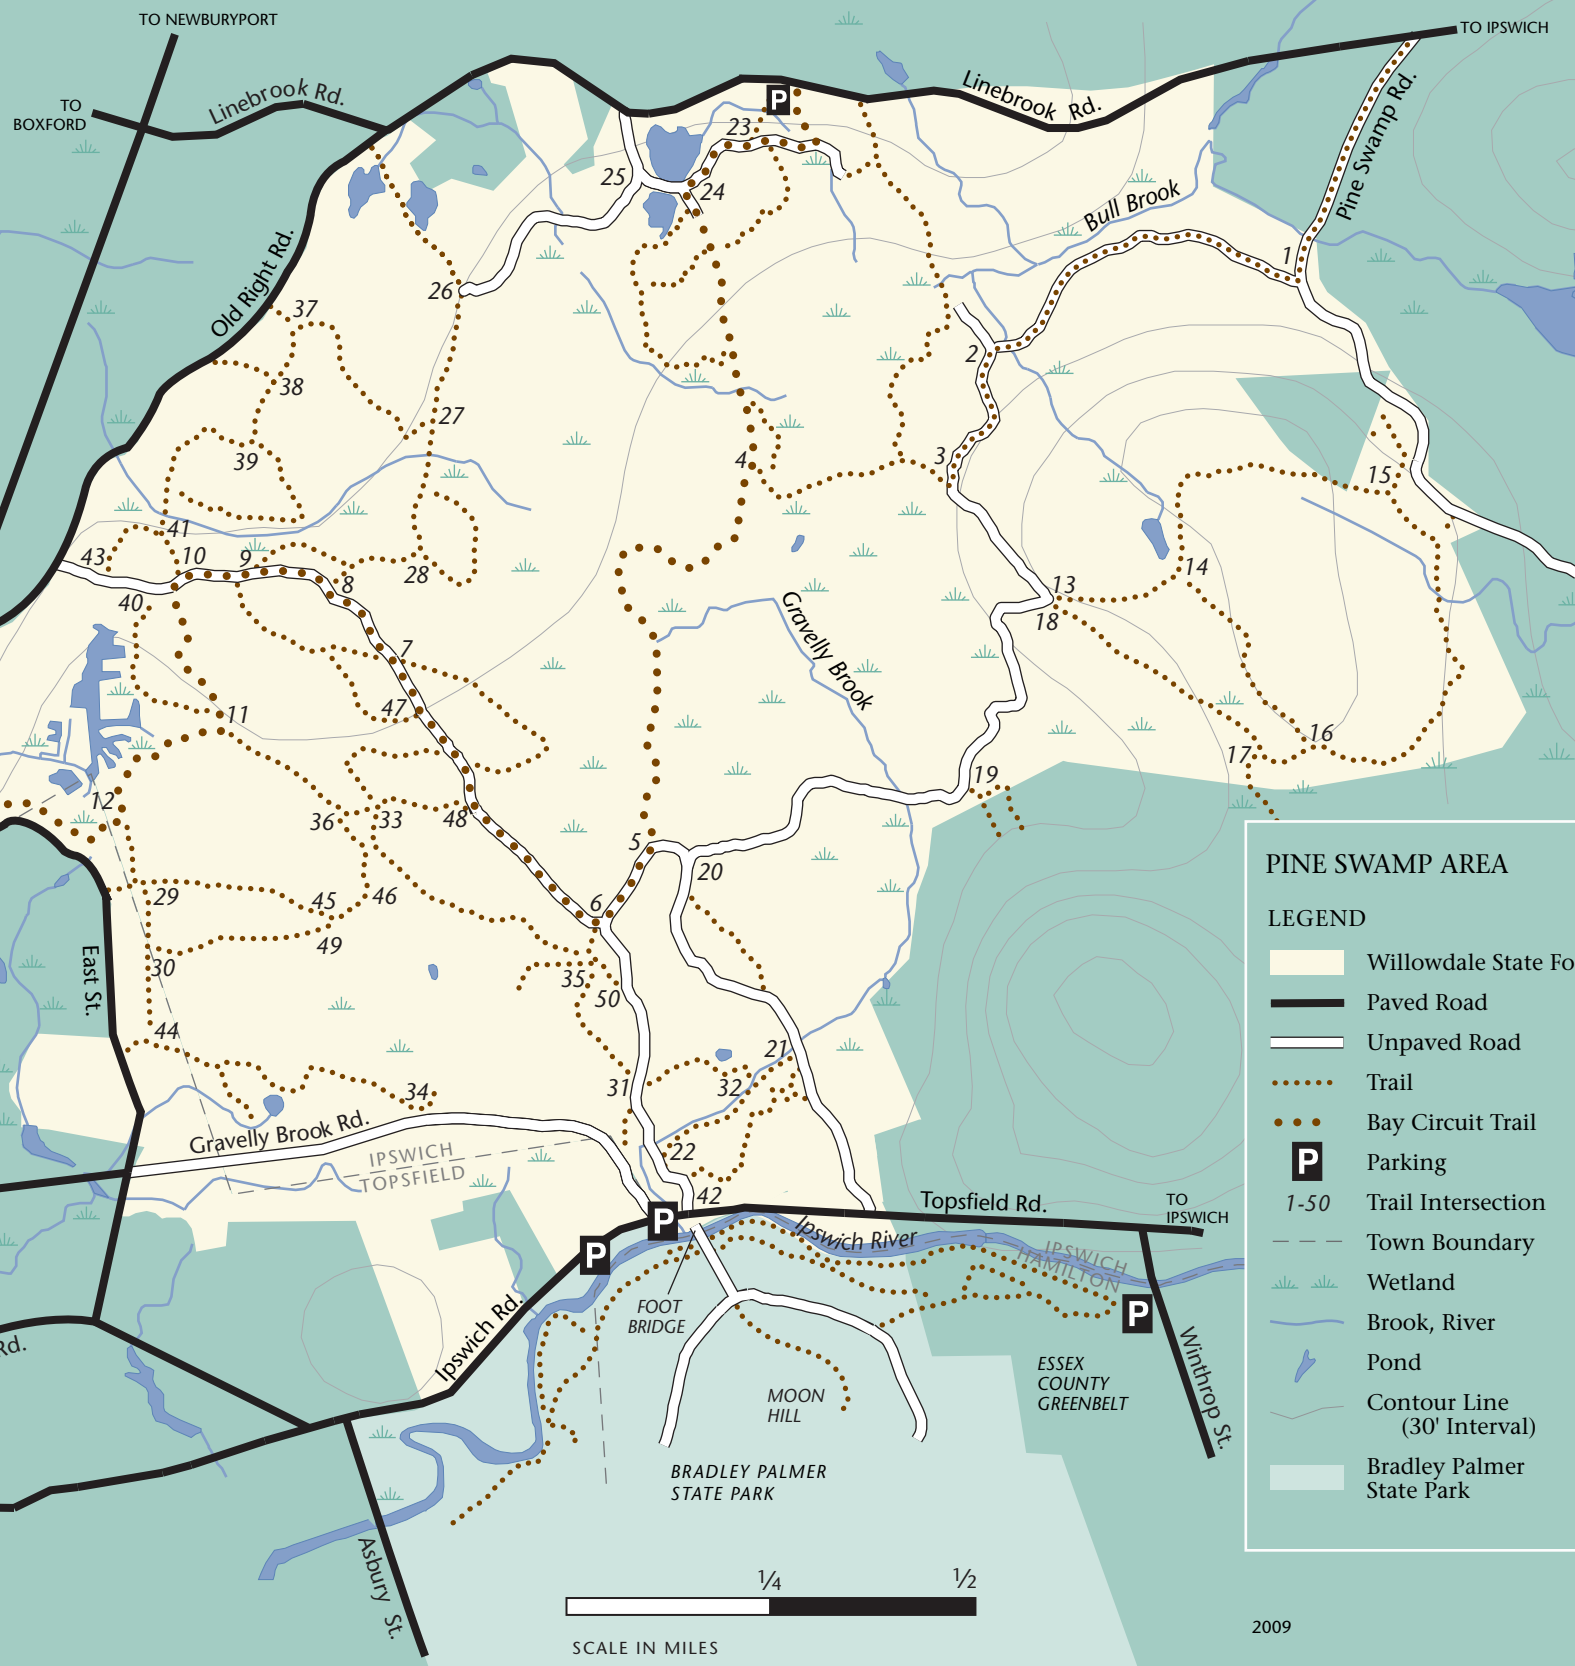 TO NEWBURYPORT
TO IPSWICH
TO
BOXFORD
Linebrook Rd.
Linebrook Rd.
P
Pine Swamp Rd.
23
25
24
Bull Brook
Old Right Rd.
1
26
37
2
38
27
39
4
3
15
41
43
10
9
8
28
14
13
40
18
Gravelly Brook
7
47
11
16
17
12
19
36
33
48
5
20
29
45
46
6
49
East St.
30
35
50
44
21
34
31
32
Gravelly Brook Rd.
IPSWICH
TOPSFIELD
22
42
Topsfield Rd.
TO
IPSWICH
P
P
Ipswich River
IPSWICH
HAMILTON
P
FOOT
BRIDGE
Ipswich Rd.
Rd.
Winthrop St.
ESSEX
COUNTY
GREENBELT
MOON
HILL
BRADLEY PALMER
STATE PARK
Asbury St.
PINE SWAMP AREA
LEGEND
Willowdale State Fo
Paved Road
Unpaved Road
Trail
Bay Circuit Trail
P Parking
1-50 Trail Intersection
Town Boundary
Wetland
Brook, River
Pond
Contour Line
(30' Interval)
Bradley Palmer
State Park
1/4 1/2
SCALE IN MILES
2009